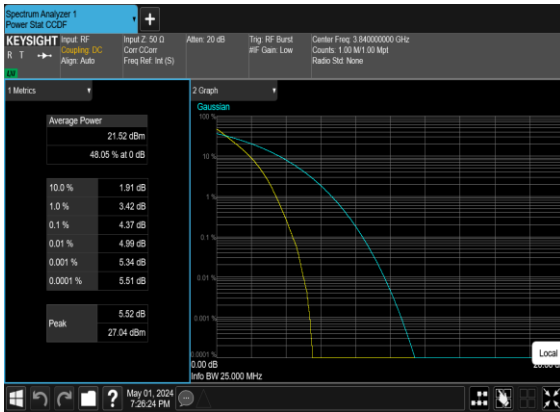 Spectrum Analyzer 1
Power Stat CCDF
KEYSIGHT
R T
LXI
Input: RF
Coupling: DC
Align: Auto
Input Z: 50 Ω
Corr CCorr
Freq Ref: Int (S)
Atten: 20 dB
Trig: RF Burst
#IF Gain: Low
Center Freq: 3.840000000 GHz
Counts: 1.00 M/1.00 Mpt
Radio Std: None
1 Metrics
Average Power
21.52 dBm
48.05 % at 0 dB
10.0 % 1.91 dB
1.0 % 3.42 dB
0.1 % 4.37 dB
0.01 % 4.99 dB
0.001 % 5.34 dB
0.0001 % 5.51 dB
Peak
5.52 dB
27.04 dBm
2 Graph
Gaussian
100 %
10 %
1 %
0.1 %
0.01 %
0.001 %
0.0001 %
0.00 dB
Info BW 25.000 MHz
Local
May 01, 2024
7:26:24 PM